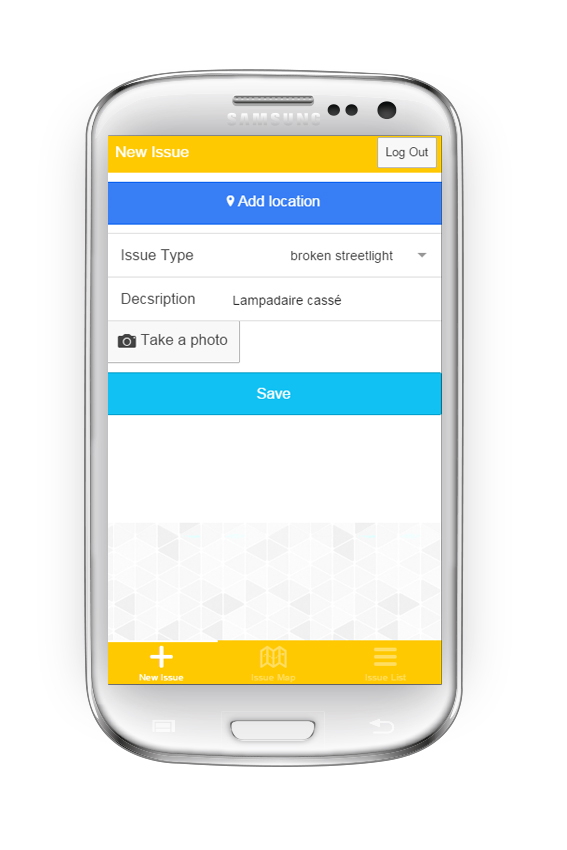 SAMSUNG
New Issue
Log Out
Add location
Issue Type
broken streetlight
Decsription
Lampadaire cassé
Take a photo
Save
New Issue
Issue Map
Issue List